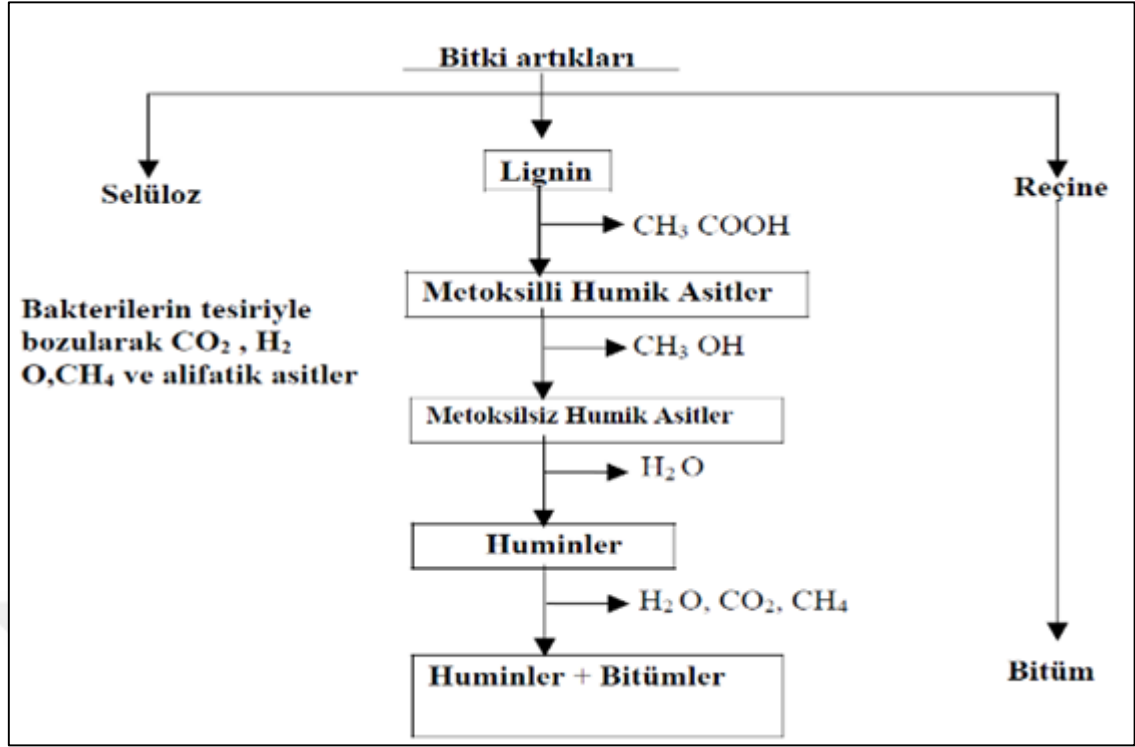 Bitki artıkları
Selüloz
Lignin
Reçine
CH₃ COOH
Metoksilli Humik Asitler
Bakterilerin tesiriyle
bozularak CO₂ , H₂
O,CH₄ ve alifatik asitler
CH₃ OH
Metoksilsiz Humik Asitler
H₂ O
Huminler
H₂ O, CO₂, CH₄
Huminler + Bitümler
Bitüm